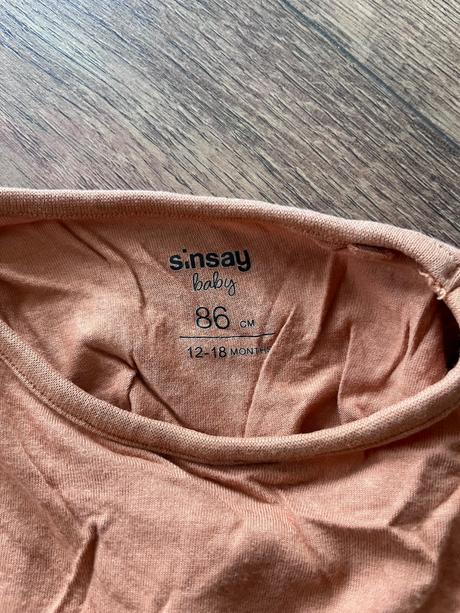 sinsay
baby
86 CM
12-18 MONTHS